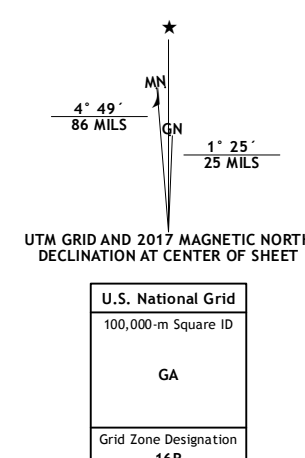 MN
4° 49´
86 MILS
GN
1° 25´
25 MILS
UTM GRID AND 2017 MAGNETIC NORTH
DECLINATION AT CENTER OF SHEET
U.S. National Grid
100,000-m Square ID
GA
Grid Zone Designation